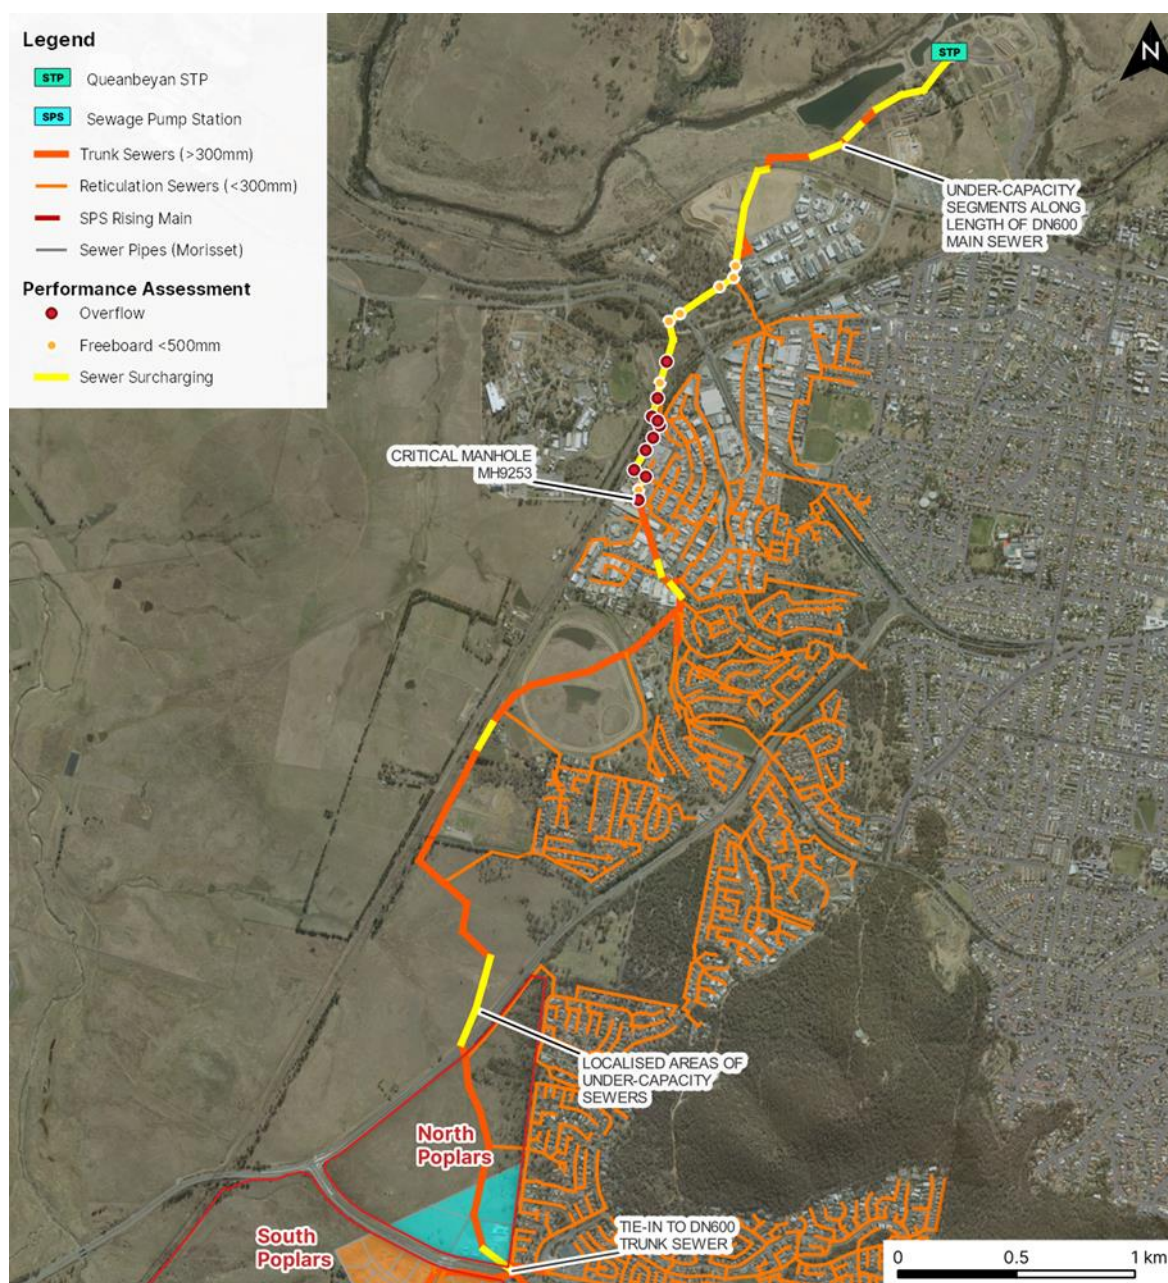 Legend
STP Queanbeyan STP
SPS Sewage Pump Station
Trunk Sewers (>300mm)
Reticulation Sewers (<300mm)
SPS Rising Main
Sewer Pipes (Morisset)
Performance Assessment
Overflow
Freeboard <500mm
Sewer Surcharging
STP
N
UNDER-CAPACITY
SEGMENTS ALONG
LENGTH OF DN600
MAIN SEWER
CRITICAL MANHOLE
MH9253
LOCALISED AREAS OF
UNDER-CAPACITY
SEWERS
North
Poplars
South
Poplars
TIE-IN TO DN600
TRUNK SEWER
0 0.5 1 km